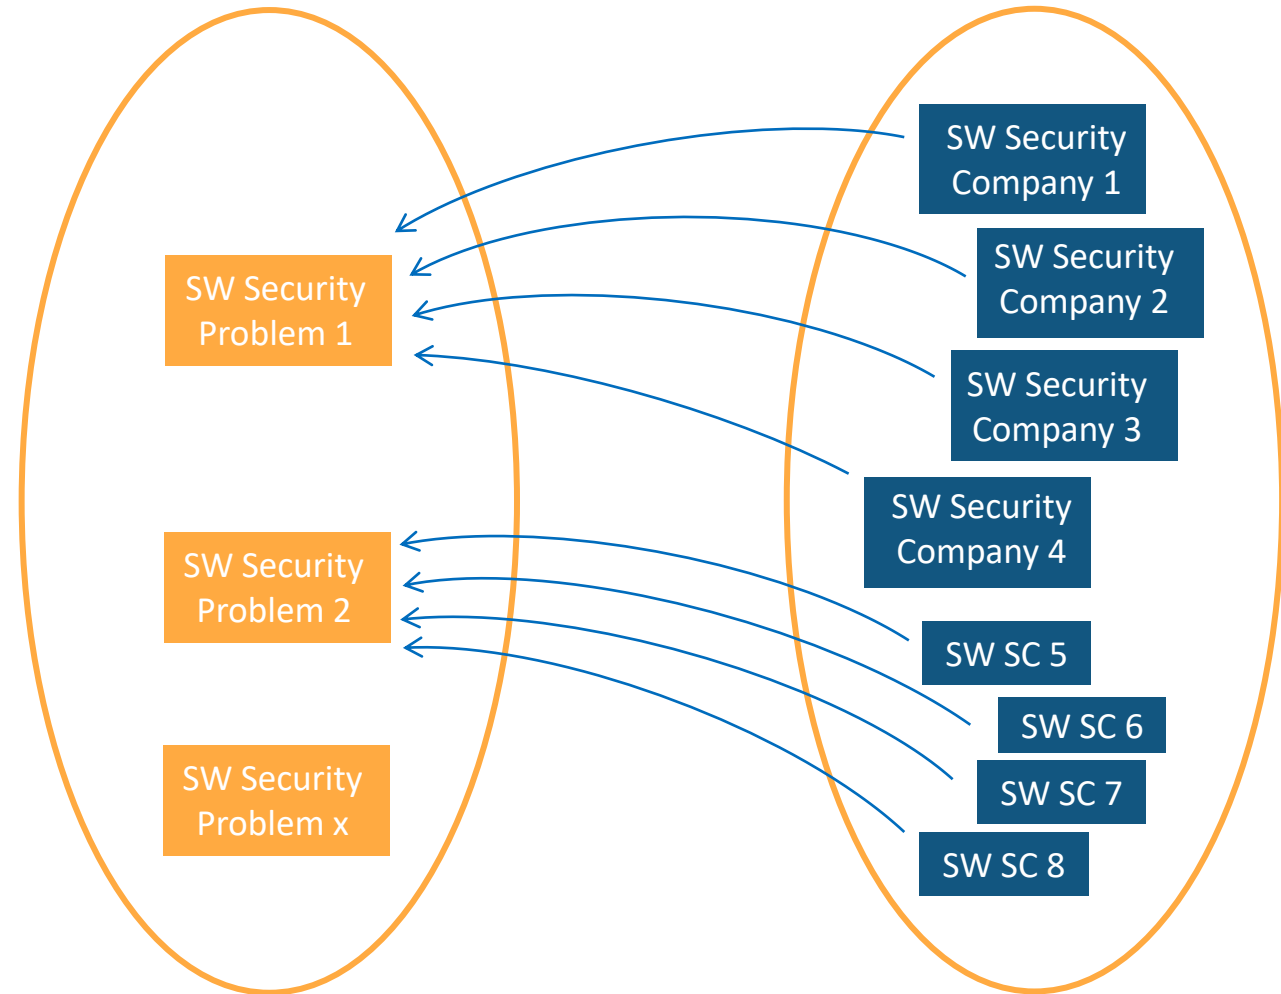 SW Security
Problem 1
SW Security
Problem 2
SW Security
Problem x
SW Security
Company 1
SW Security
Company 2
SW Security
Company 3
SW Security
Company 4
SW SC 5
SW SC 6
SW SC 7
SW SC 8